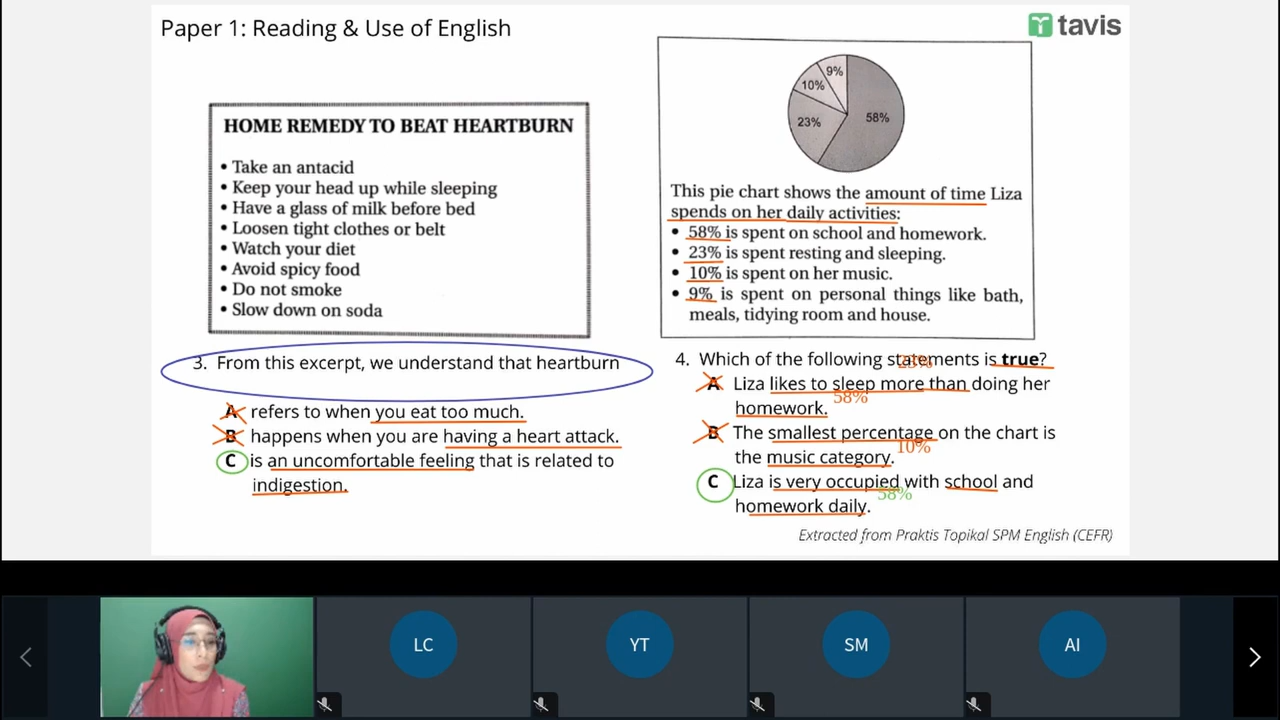 Paper 1: Reading & Use of English
tavis
HOME REMEDY TO BEAT HEARTBURN
• Take an antacid
• Keep your head up while sleeping
• Have a glass of milk before bed
• Loosen tight clothes or belt
• Watch your diet
• Avoid spicy food
• Do not smoke
• Slow down on soda
3. From this excerpt, we understand that heartburn
A refers to when you eat too much.
B happens when you are having a heart attack.
C is an uncomfortable feeling that is related to
indigestion.
9%
10%
23%
58%
This pie chart shows the amount of time Liza
spends on her daily activities:
• 58% is spent on school and homework.
• 23% is spent resting and sleeping.
• 10% is spent on her music.
• 9% is spent on personal things like bath,
meals, tidying room and house.
4. Which of the following statements is true?
23%
A Liza likes to sleep more than doing her
58%
homework.
B The smallest percentage on the chart is
10%
the music category.
C Liza is very occupied with school and
58%
homework daily.
Extracted from Praktis Topikal SPM English (CEFR)
LC
YT
SM
AI